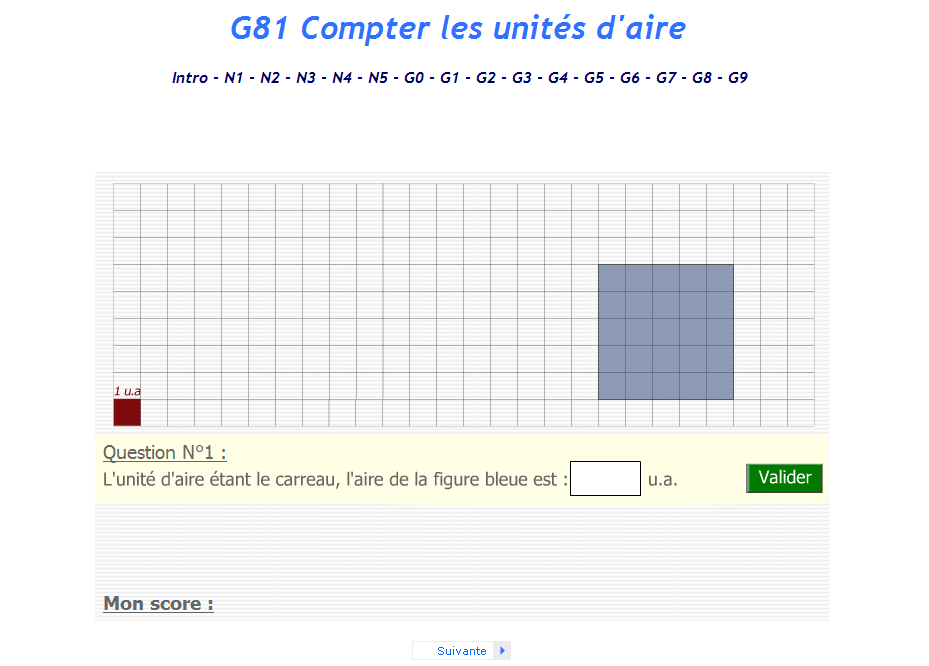 G81 Compter les unités d'aire
Intro - N1 - N2 - N3 - N4 - N5 - G0 - G1 - G2 - G3 - G4 - G5 - G6 - G7 - G8 - G9
1 u.a
Question N°1 :
L'unité d'aire étant le carreau, l'aire de la figure bleue est : u.a.
Valider
Mon score :
Suivante